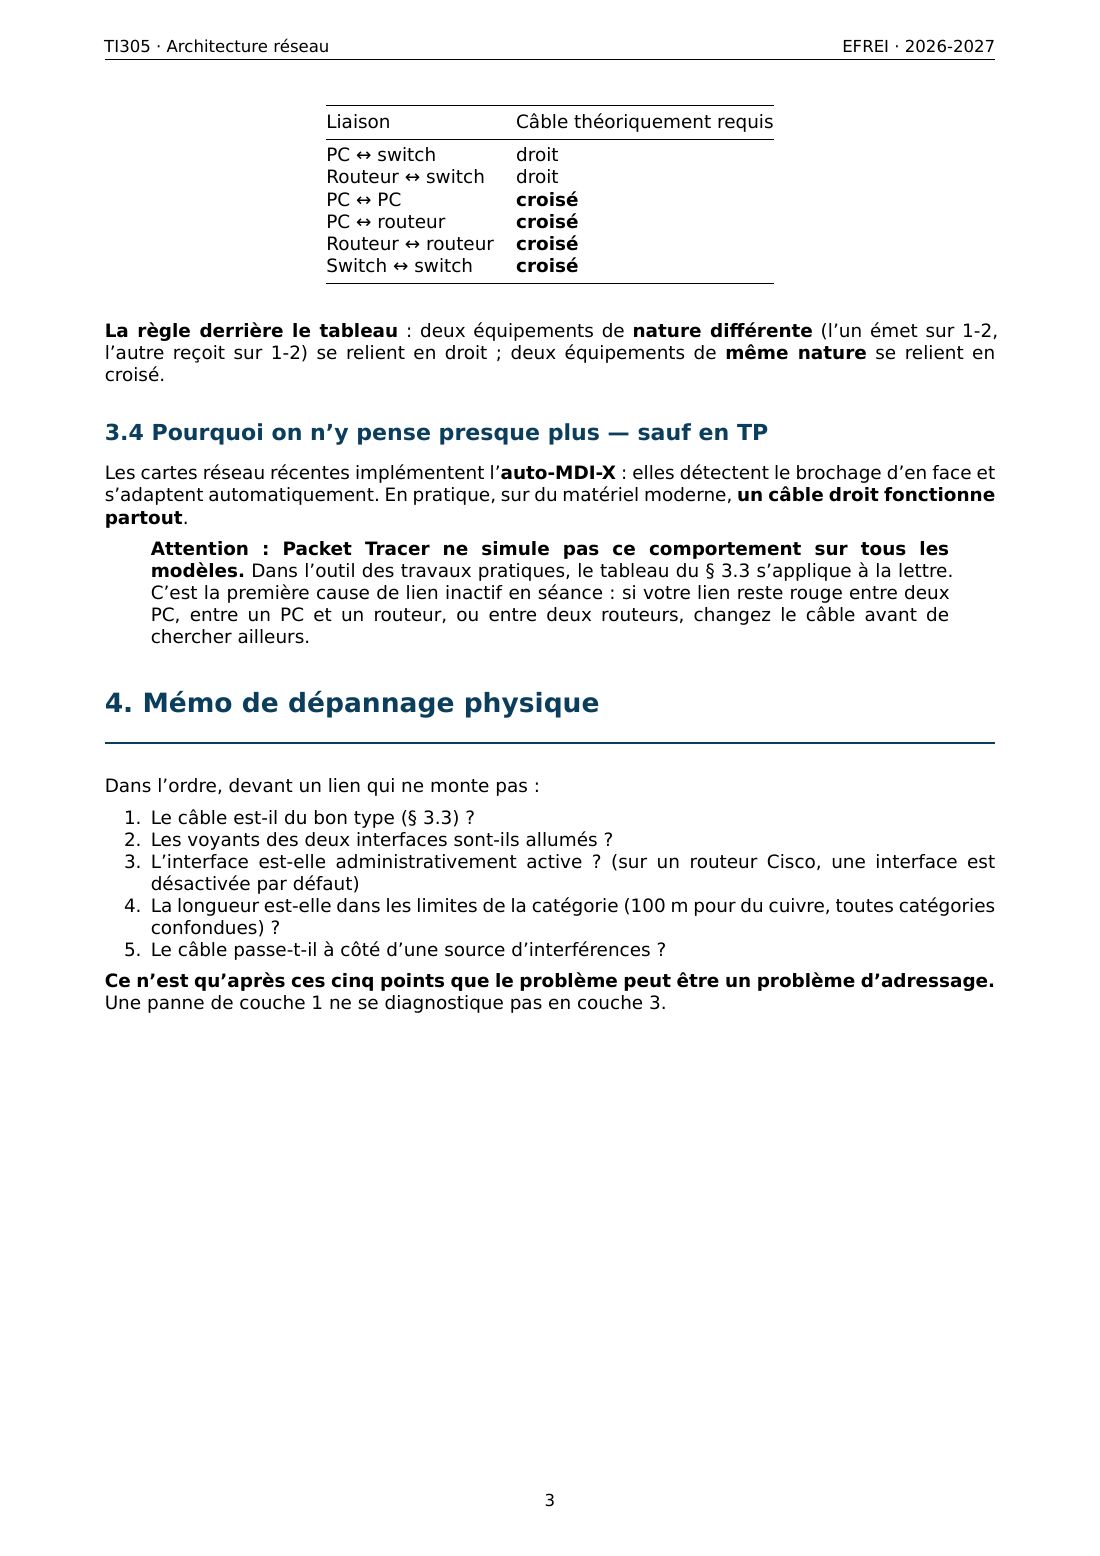 TI305 · Architecture réseau EFREI · 2026-2027
Liaison Câble théoriquement requis
PC ↔ switch droit
Routeur ↔ switch droit
PC ↔ PC croisé
PC ↔ routeur croisé
Routeur ↔ routeur croisé
Switch ↔ switch croisé
La règle derrière le tableau : deux équipements de nature différente (l’un émet sur 1-2,
l’autre reçoit sur 1-2) se relient en droit ; deux équipements de même nature se relient en
croisé.
3.4 Pourquoi on n’y pense presque plus — sauf en TP
Les cartes réseau récentes implémentent l’auto-MDI-X : elles détectent le brochage d’en face et
s’adaptent automatiquement. En pratique, sur du matériel moderne, un câble droit fonctionne
partout.
Attention : Packet Tracer ne simule pas ce comportement sur tous les
modèles. Dans l’outil des travaux pratiques, le tableau du § 3.3 s’applique à la lettre.
C’est la première cause de lien inactif en séance : si votre lien reste rouge entre deux
PC, entre un PC et un routeur, ou entre deux routeurs, changez le câble avant de
chercher ailleurs.
4. Mémo de dépannage physique
Dans l’ordre, devant un lien qui ne monte pas :
1. Le câble est-il du bon type (§ 3.3) ?
2. Les voyants des deux interfaces sont-ils allumés ?
3. L’interface est-elle administrativement active ? (sur un routeur Cisco, une interface est
désactivée par défaut)
4. La longueur est-elle dans les limites de la catégorie (100 m pour du cuivre, toutes catégories
confondues) ?
5. Le câble passe-t-il à côté d’une source d’interférences ?
Ce n’est qu’après ces cinq points que le problème peut être un problème d’adressage.
Une panne de couche 1 ne se diagnostique pas en couche 3.
3